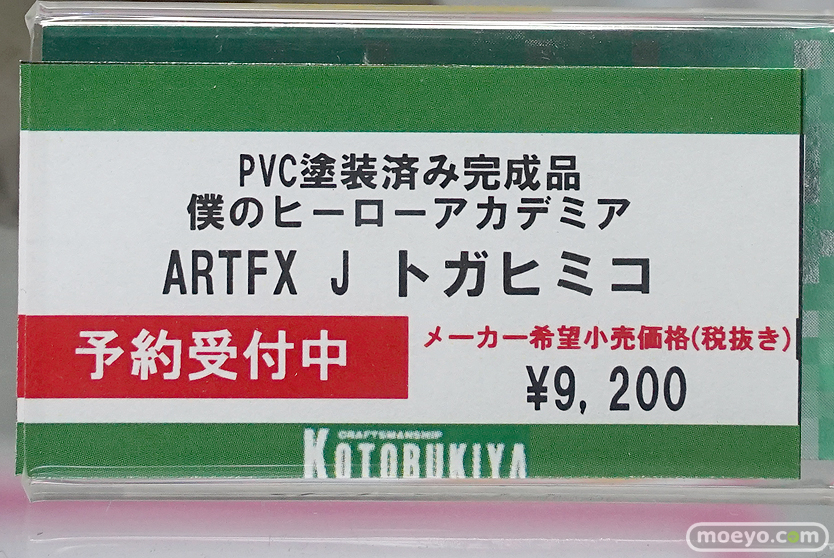 PVC塗装済み完成品
僕のヒーローアカデミア
ARTFX J トガヒミコ
予約受付中
メーカー希望小売価格(税抜き)
¥9,200
CRAFTSMANSHIP
KOTOBUKIYA
moeyo.com